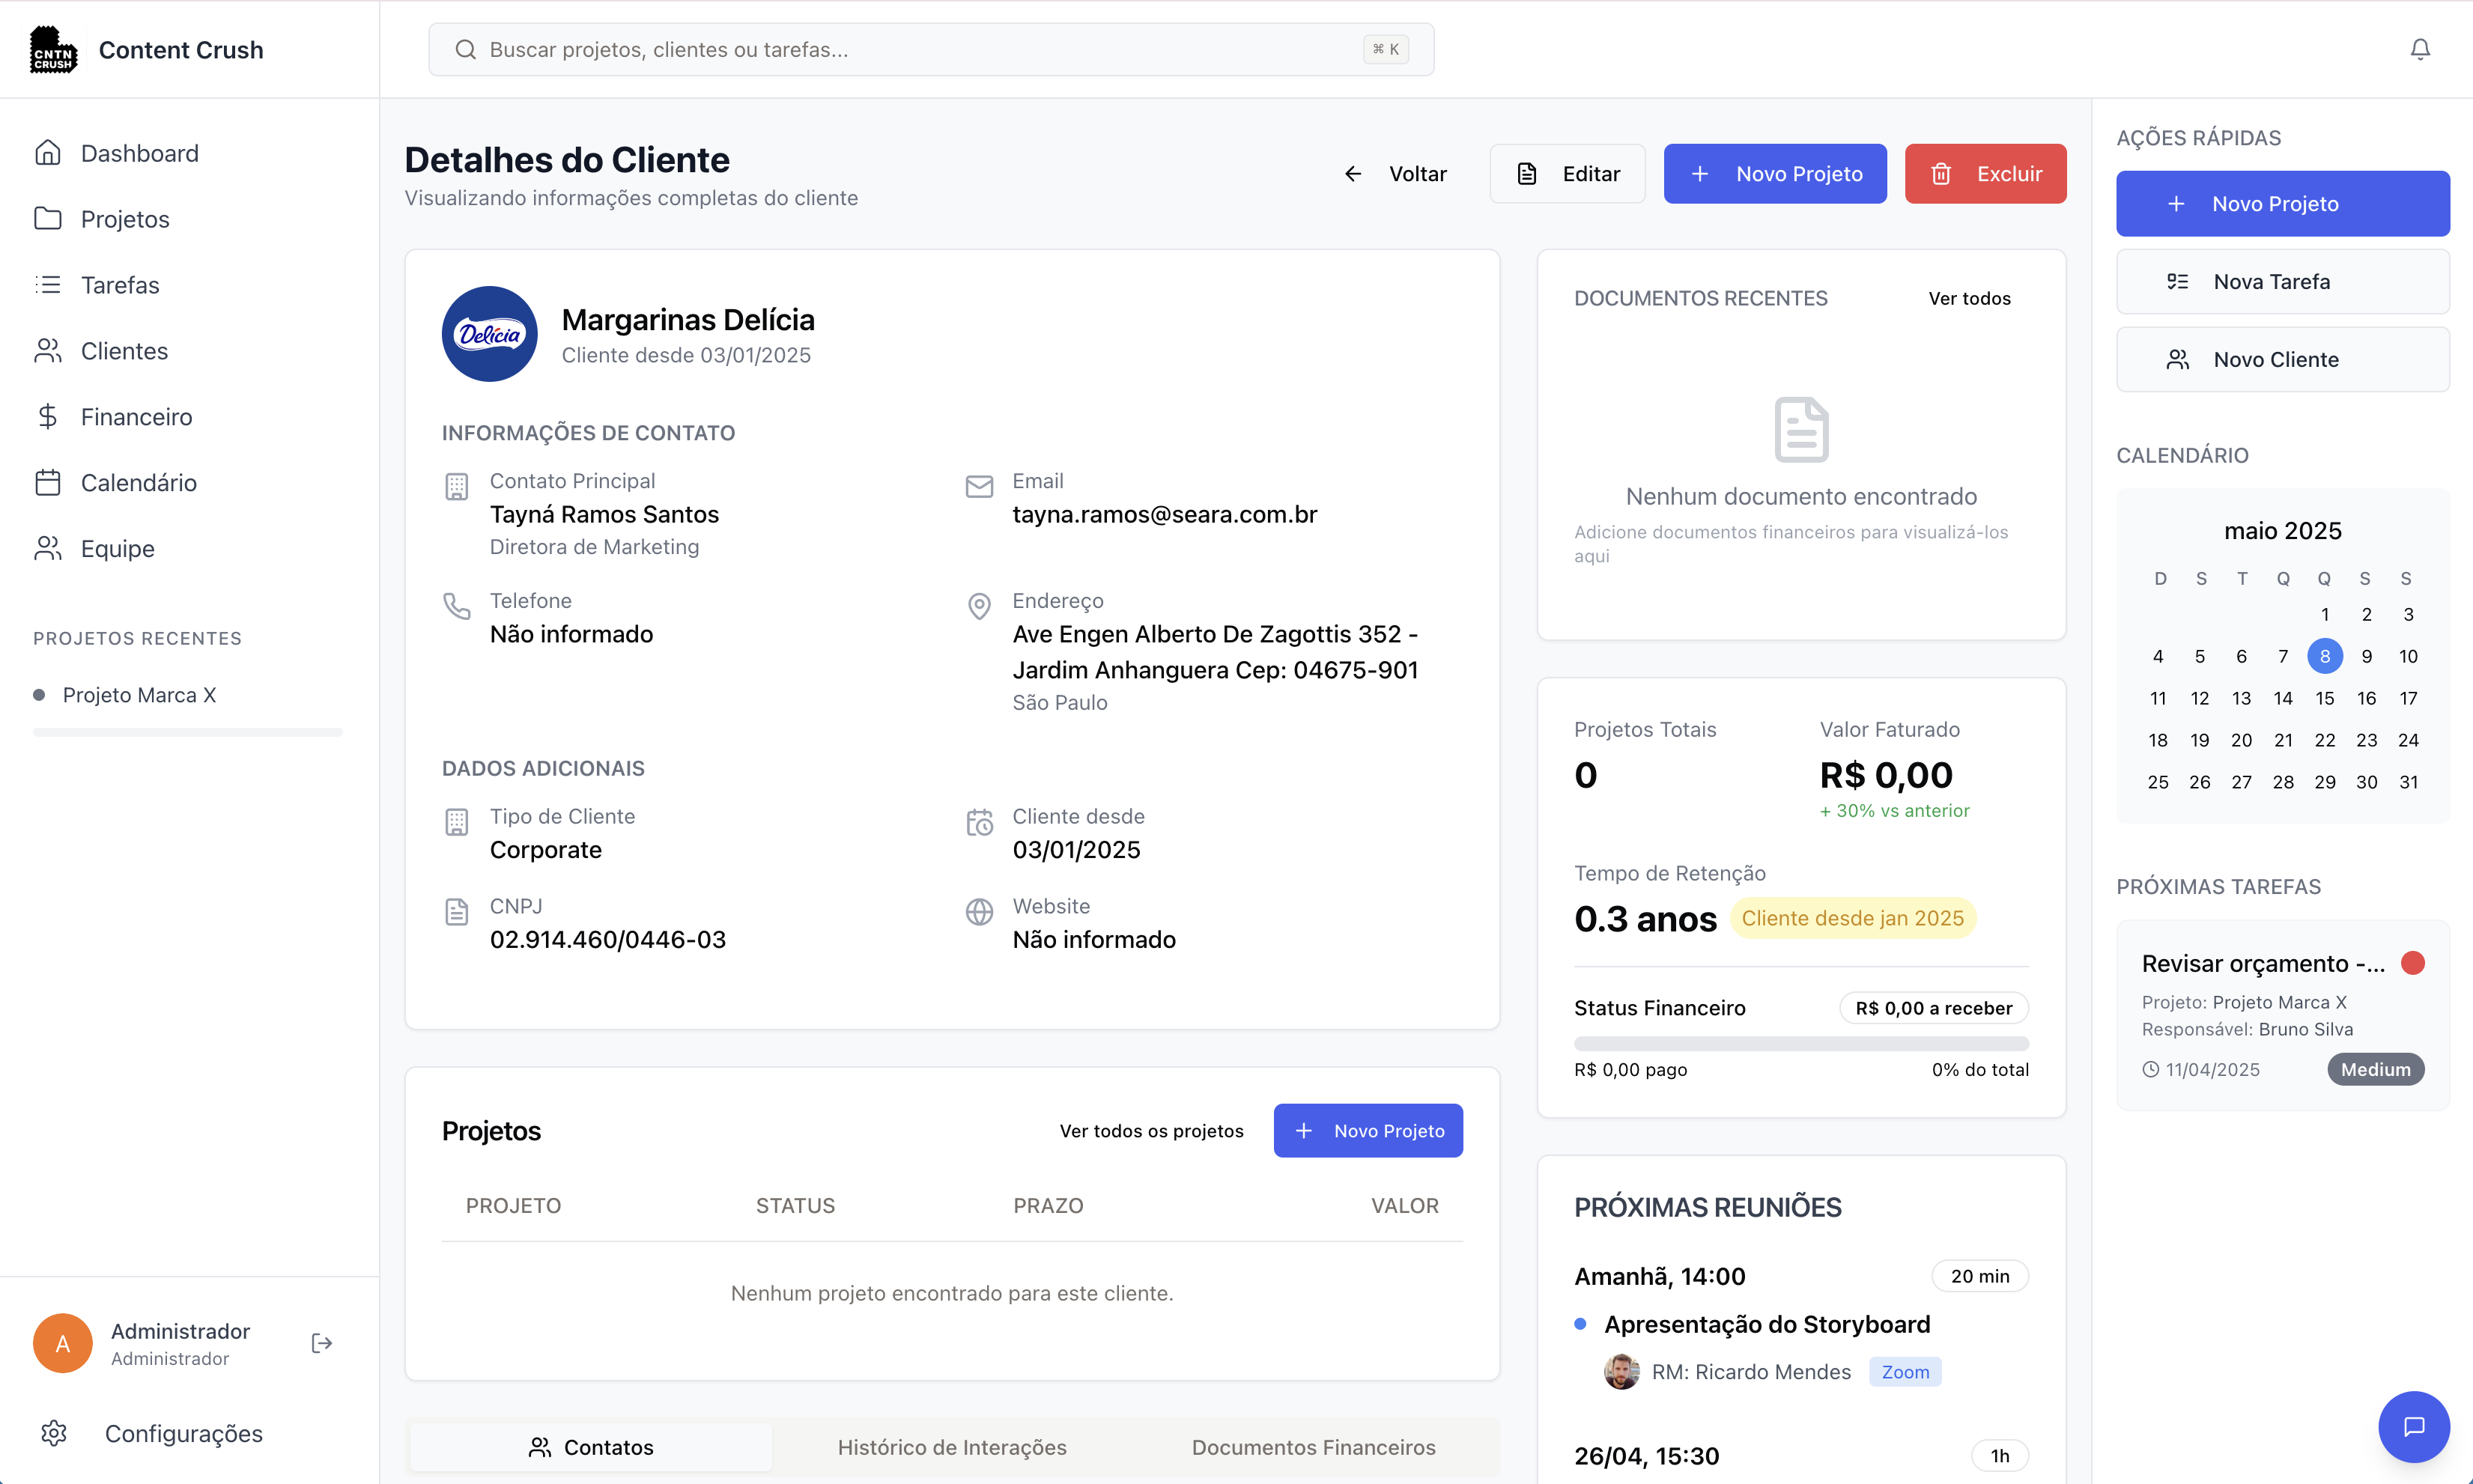 CNTN
CRUSH
Content Crush
Buscar projetos, clientes ou tarefas...
⌘ K
Dashboard
Projetos
Tarefas
Clientes
Financeiro
Calendário
Equipe
PROJETOS RECENTES
Projeto Marca X
A
Administrador
Administrador
Configurações
Detalhes do Cliente
Visualizando informações completas do cliente
Voltar
Editar
Novo Projeto
Excluir
Delícia
Margarinas Delícia
Cliente desde 03/01/2025
INFORMAÇÕES DE CONTATO
Contato Principal
Tayná Ramos Santos
Diretora de Marketing
Email
tayna.ramos@seara.com.br
Telefone
Não informado
Endereço
Ave Engen Alberto De Zagottis 352 -
Jardim Anhanguera Cep: 04675-901
São Paulo
DADOS ADICIONAIS
Tipo de Cliente
Corporate
Cliente desde
03/01/2025
CNPJ
02.914.460/0446-03
Website
Não informado
Projetos
Ver todos os projetos
Novo Projeto
PROJETO STATUS PRAZO VALOR
Nenhum projeto encontrado para este cliente.
Contatos
Histórico de Interações
Documentos Financeiros
DOCUMENTOS RECENTES
Ver todos
Nenhum documento encontrado
Adicione documentos financeiros para visualizá-los
aqui
Projetos Totais
0
Valor Faturado
R$ 0,00
+ 30% vs anterior
Tempo de Retenção
0.3 anos
Cliente desde jan 2025
Status Financeiro
R$ 0,00 a receber
R$ 0,00 pago
0% do total
PRÓXIMAS REUNIÕES
Amanhã, 14:00
20 min
Apresentação do Storyboard
RM: Ricardo Mendes
Zoom
26/04, 15:30
1h
AÇÕES RÁPIDAS
Novo Projeto
Nova Tarefa
Novo Cliente
CALENDÁRIO
maio 2025
D S T Q Q S S
1 2 3
4 5 6 7 8 9 10
11 12 13 14 15 16 17
18 19 20 21 22 23 24
25 26 27 28 29 30 31
PRÓXIMAS TAREFAS
Revisar orçamento -...
Projeto: Projeto Marca X
Responsável: Bruno Silva
11/04/2025
Medium